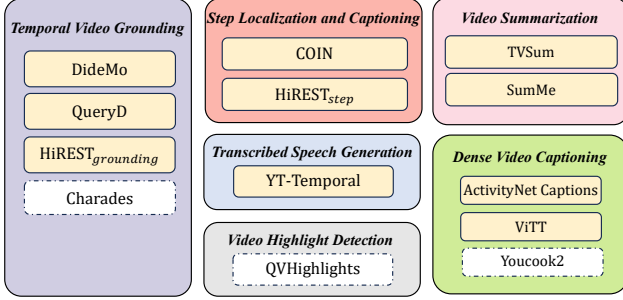 Temporal Video Grounding
DideMo
QueryD
HiREST_grounding
Charades
Step Localization and Captioning
COIN
HiREST_step
Transcribed Speech Generation
YT-Temporal
Video Highlight Detection
QVHighlights
Video Summarization
TVSum
SumMe
Dense Video Captioning
ActivityNet Captions
ViTT
Youcook2